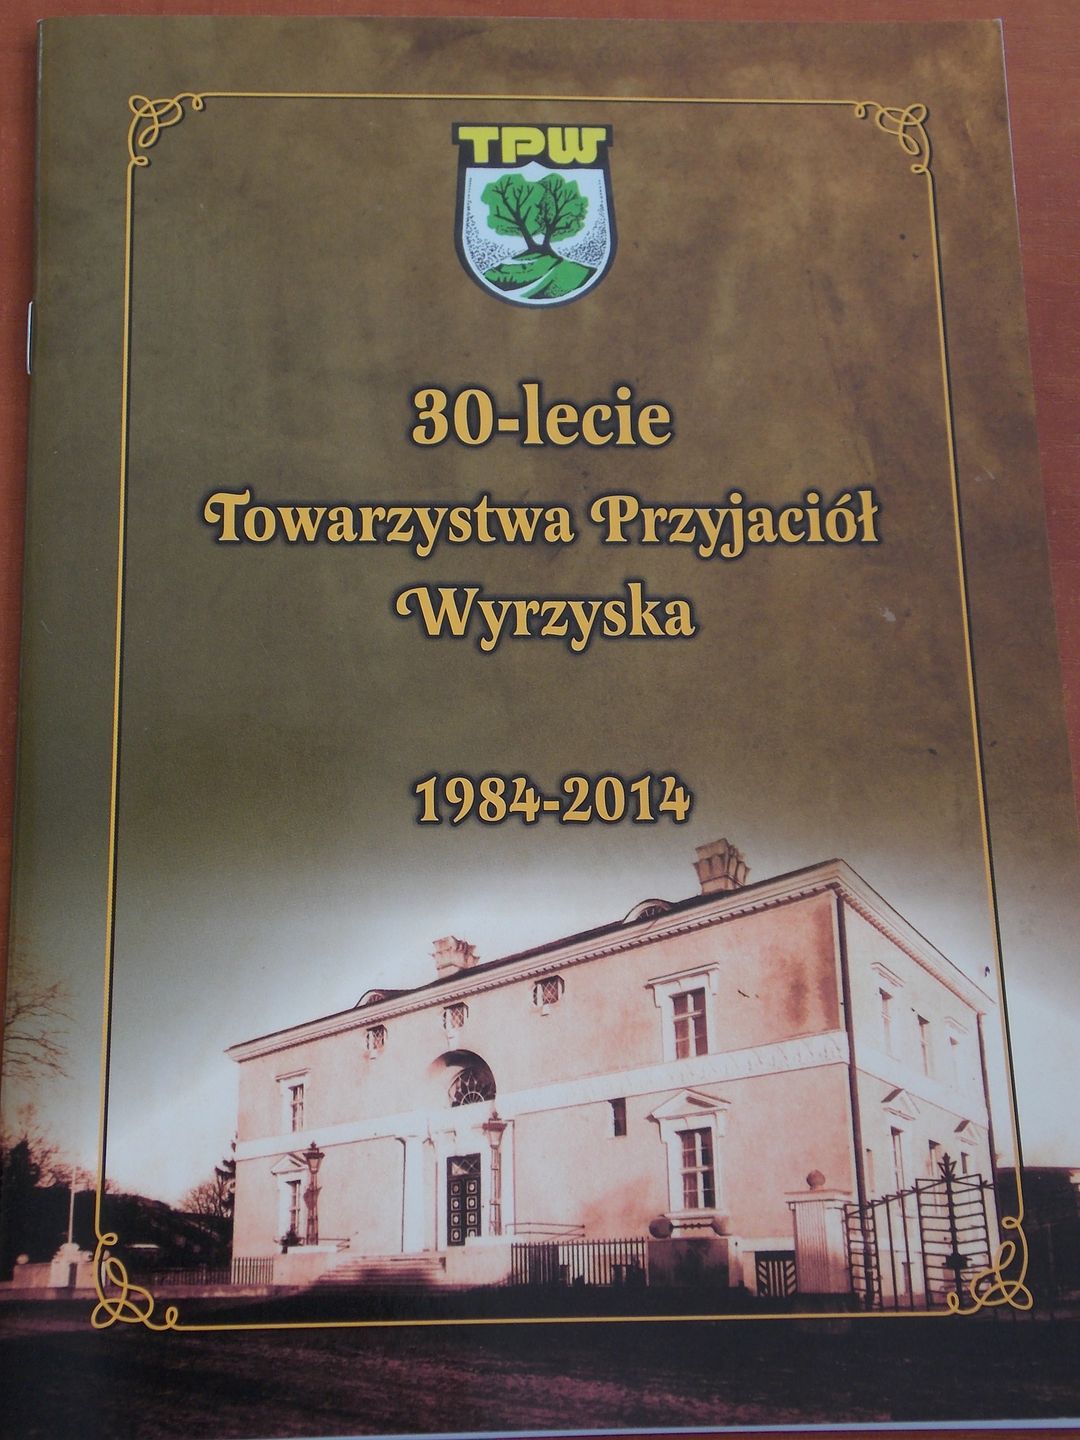 TPW
30-lecie
Towarzystwa Przyjaciół
Wyrzyska
1984-2014